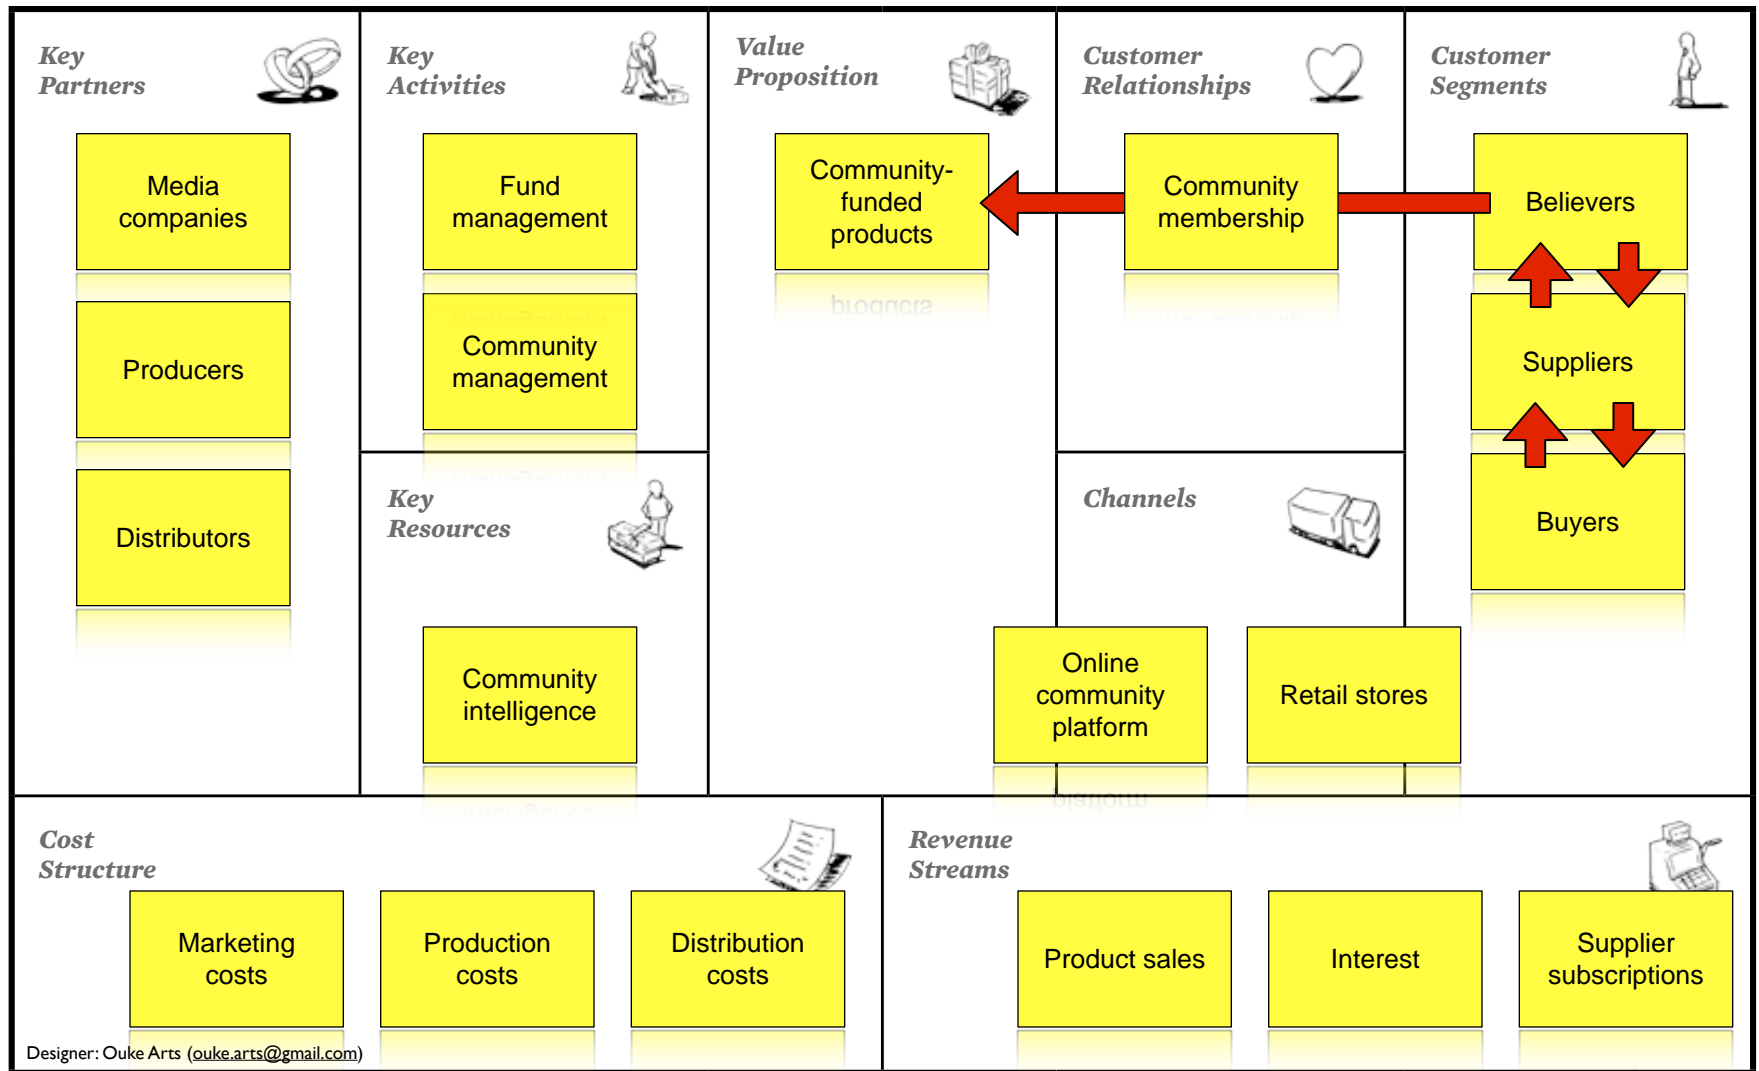 Key
Partners
Media
companies
Producers
Distributors
Key
Activities
Fund
management
Community
management
Key
Resources
Community
intelligence
Value
Proposition
Community-
funded
products
Customer
Relationships
Community
membership
Channels
Online
community
platform
Retail stores
Customer
Segments
Believers
Suppliers
Buyers
Cost
Structure
Marketing
costs
Production
costs
Distribution
costs
Revenue
Streams
Product sales
Interest
Supplier
subscriptions
Designer: Ouke Arts (ouke.arts@gmail.com)